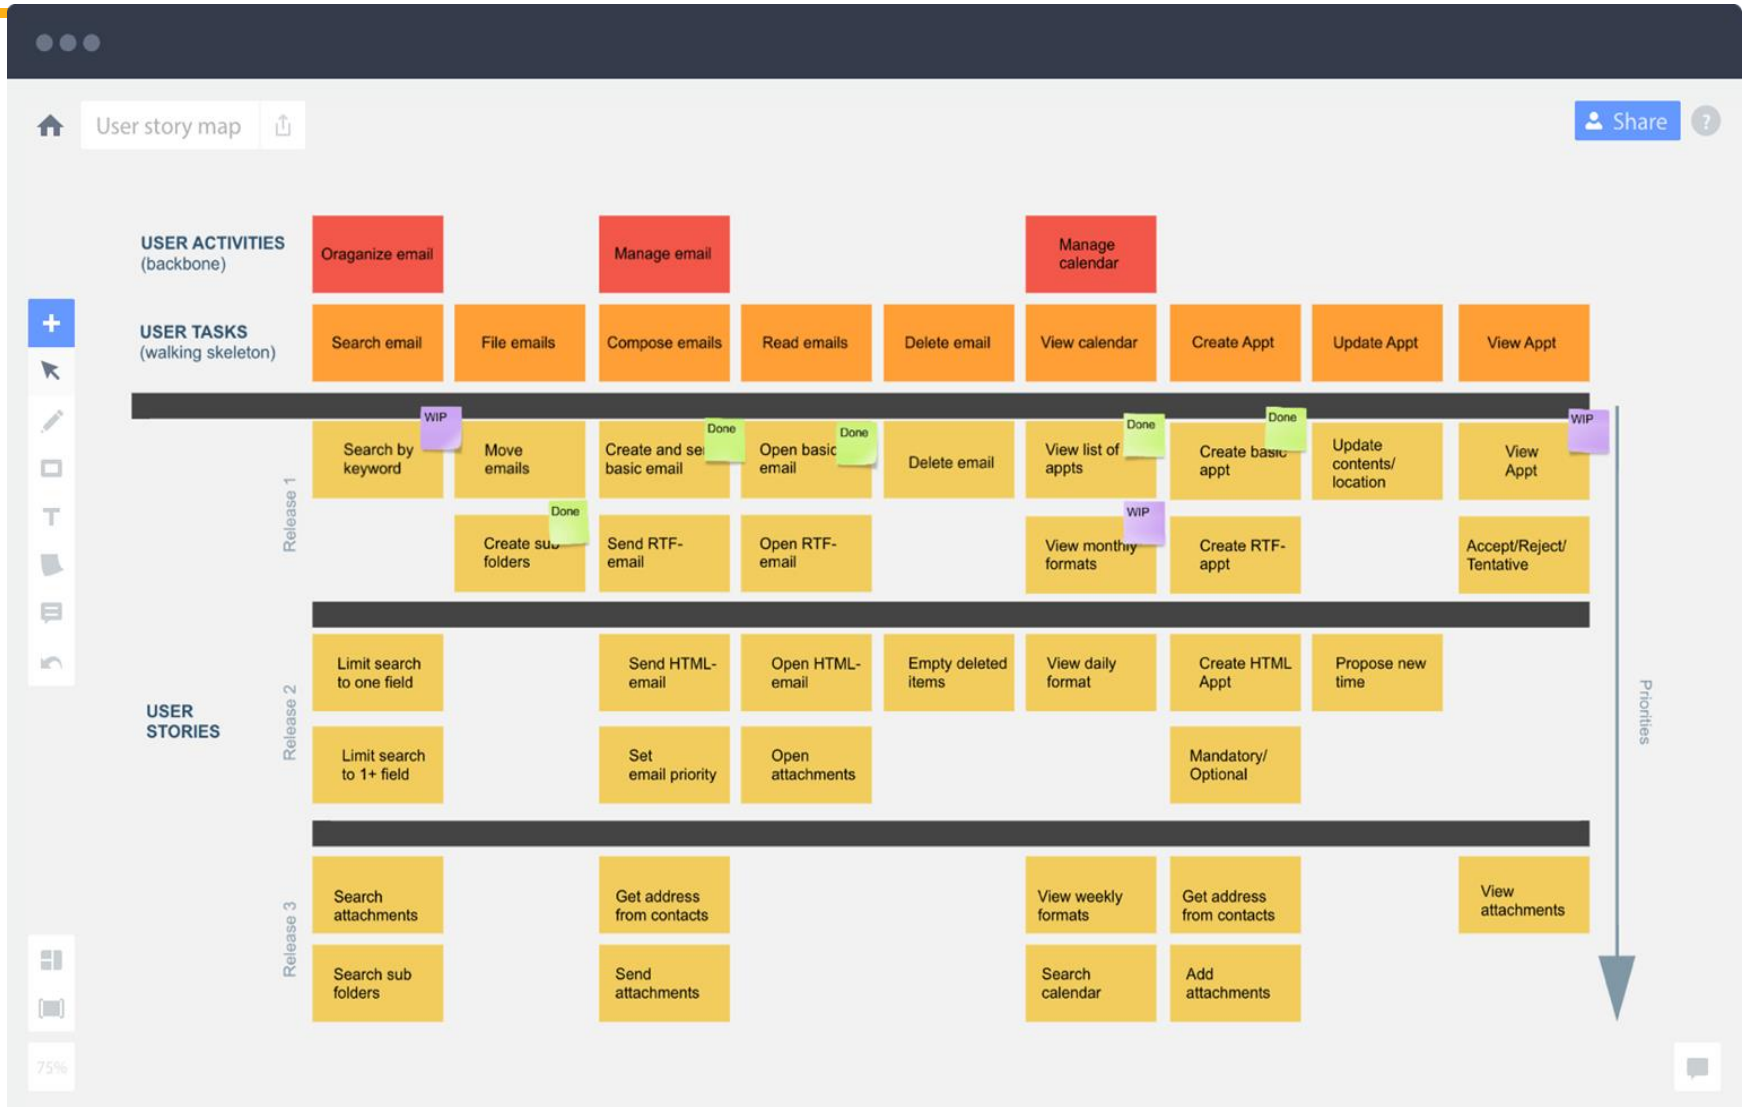 User story map
Share
?
USER ACTIVITIES
(backbone)
Oraganize email
Manage email
Manage
calendar
USER TASKS
(walking skeleton)
Search email
File emails
Compose emails
Read emails
Delete email
View calendar
Create Appt
Update Appt
View Appt
USER
STORIES
Release 1
Search by
keyword
WIP
Move
emails
Create and se
basic email
Done
Open basic
email
Done
Delete email
View list of
appts
Done
Create basic
appt
Done
Update
contents/
location
View
Appt
WIP
Create sub
folders
Done
Send RTF-
email
Open RTF-
email
View monthly
formats
WIP
Create RTF-
appt
Accept/Reject/
Tentative
Release 2
Limit search
to one field
Send HTML-
email
Open HTML-
email
Empty deleted
items
View daily
format
Create HTML
Appt
Propose new
time
Limit search
to 1+ field
Set
email priority
Open
attachments
Mandatory/
Optional
Release 3
Search
attachments
Get address
from contacts
View weekly
formats
Get address
from contacts
View
attachments
Search sub
folders
Send
attachments
Search
calendar
Add
attachments
Priorities
T
75%